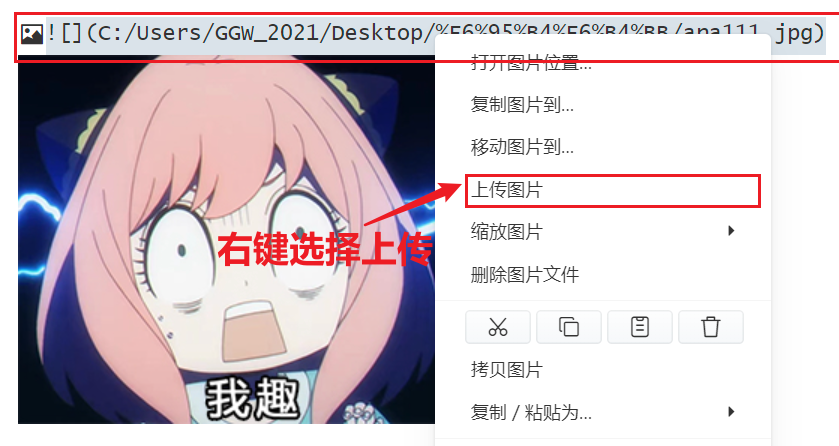 ![](C:/Users/GGW_2021/Desktop/%E6%95%B4%E6%B4%BB/ana111.jpg)
打开图片位置...
复制图片到...
移动图片到...
上传图片
右键选择上传
缩放图片
删除图片文件
拷贝图片
我趣
复制 / 粘贴为...